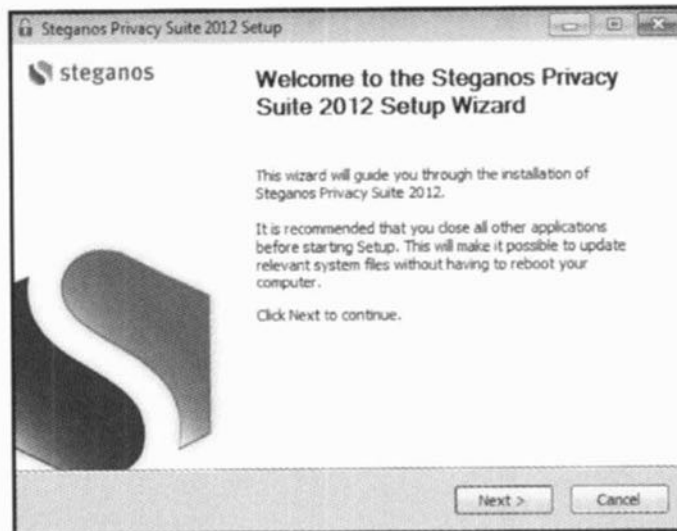 Steganos Privacy Suite 2012 Setup
steganos
Welcome to the Steganos Privacy
Suite 2012 Setup Wizard
This wizard will guide you through the installation of
Steganos Privacy Suite 2012.
It is recommended that you close all other applications
before starting Setup. This will make it possible to update
relevant system files without having to reboot your
computer.
Click Next to continue.
Next >
Cancel